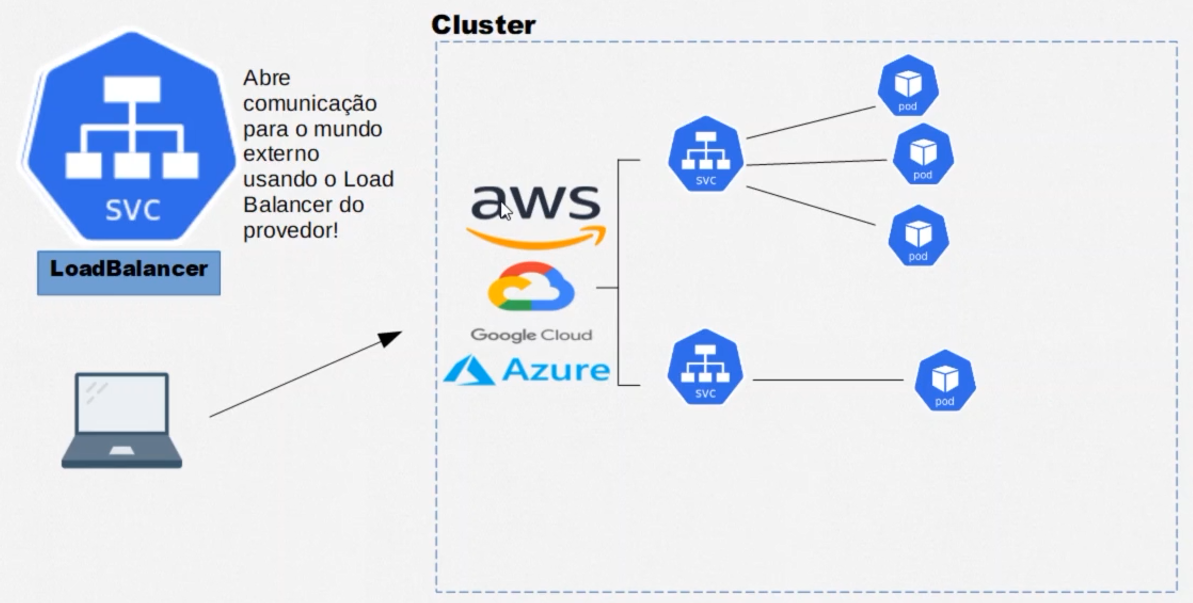 Cluster
svc
Abre
comunicação
para o mundo
externo
usando o Load
Balancer do
provedor!
LoadBalancer
aws
Google Cloud
Azure
svc
pod
pod
pod
svc
pod